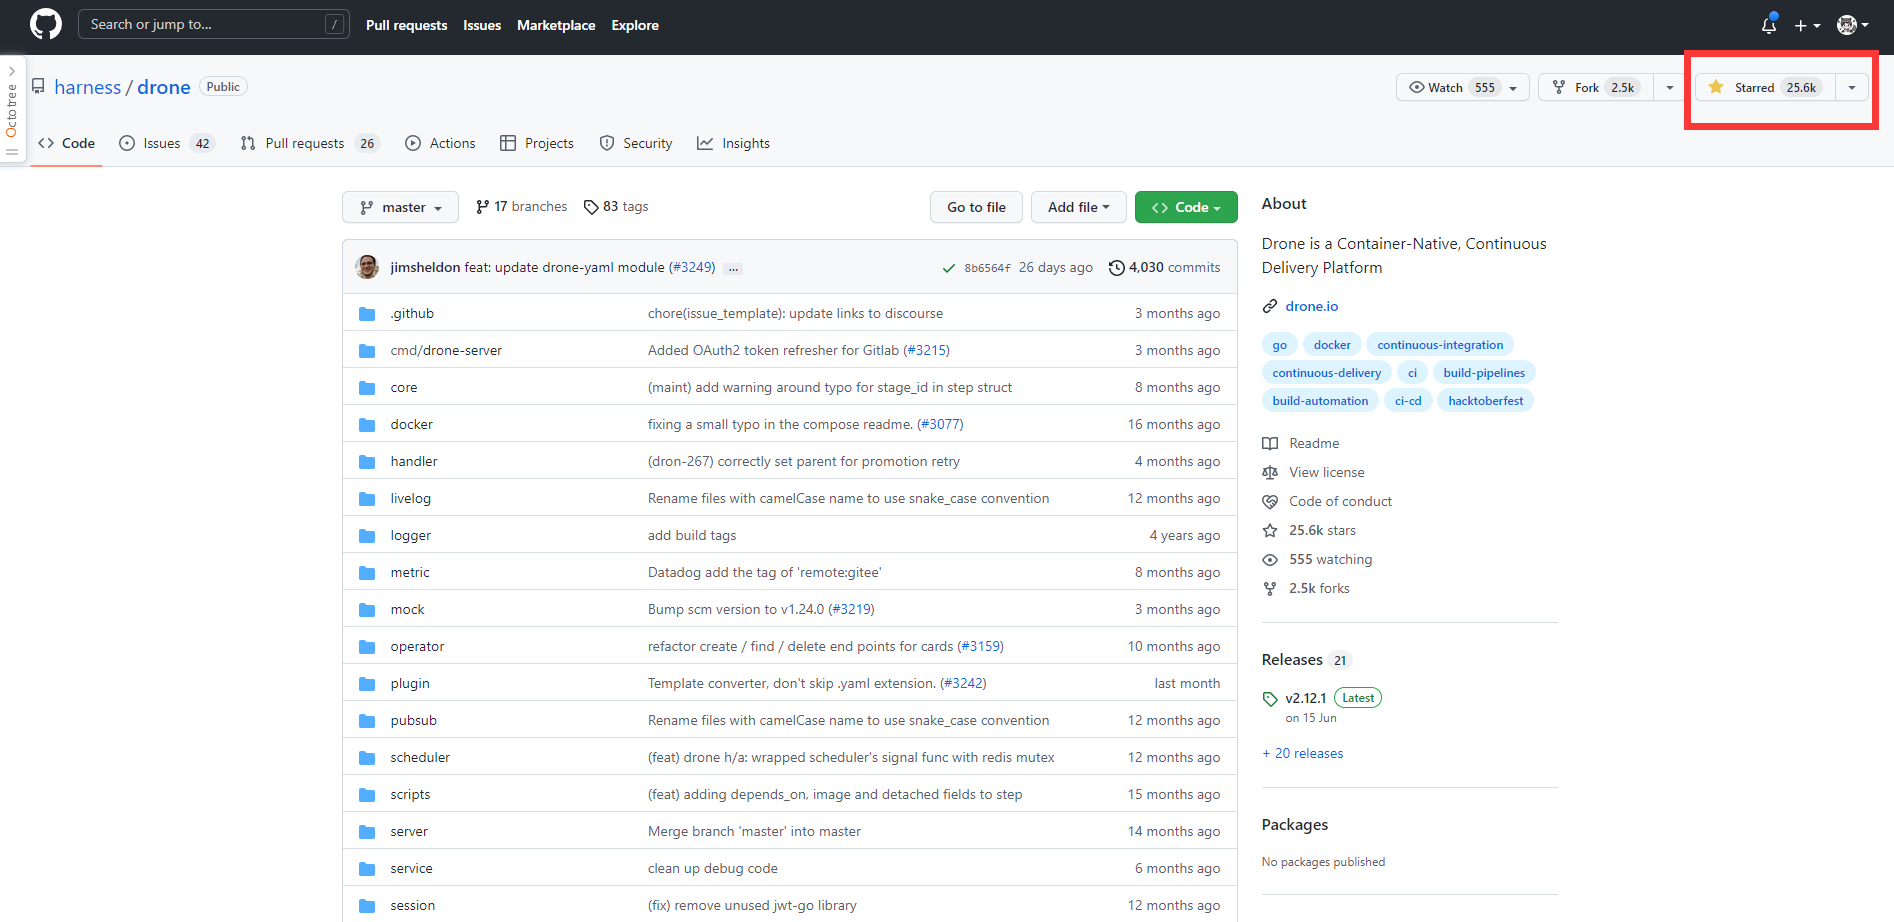 Search or jump to... /
Pull requests Issues Marketplace Explore
Octotree
harness / drone Public
Watch 555 Fork 2.5k Starred 25.6k
Code Issues 42 Pull requests 26 Actions Projects Security Insights
master 17 branches 83 tags Go to file Add file Code
jimsheldon feat: update drone-yaml module (#3249) ... 8b6564f 26 days ago 4,030 commits
.github chore(issue_template): update links to discourse 3 months ago
cmd/drone-server Added OAuth2 token refresher for Gitlab (#3215) 3 months ago
core (maint) add warning around typo for stage_id in step struct 8 months ago
docker fixing a small typo in the compose readme. (#3077) 16 months ago
handler (dron-267) correctly set parent for promotion retry 4 months ago
livelog Rename files with camelCase name to use snake_case convention 12 months ago
logger add build tags 4 years ago
metric Datadog add the tag of 'remote:gitee' 8 months ago
mock Bump scm version to v1.24.0 (#3219) 3 months ago
operator refactor create / find / delete end points for cards (#3159) 10 months ago
plugin Template converter, don't skip .yaml extension. (#3242) last month
pubsub Rename files with camelCase name to use snake_case convention 12 months ago
scheduler (feat) drone h/a: wrapped scheduler's signal func with redis mutex 12 months ago
scripts (feat) adding depends_on, image and detached fields to step 15 months ago
server Merge branch 'master' into master 14 months ago
service clean up debug code 6 months ago
session (fix) remove unused jwt-go library 12 months ago
About
Drone is a Container-Native, Continuous
Delivery Platform
drone.io
go docker continuous-integration
continuous-delivery ci build-pipelines
build-automation ci-cd hacktoberfest
Readme
View license
Code of conduct
25.6k stars
555 watching
2.5k forks
Releases 21
v2.12.1 Latest
on 15 Jun
+ 20 releases
Packages
No packages published